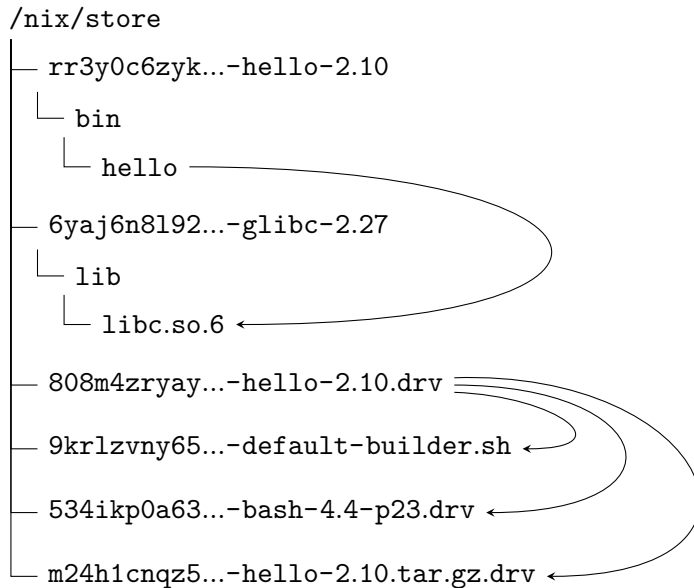 /nix/store
rr3y0c6zyk...-hello-2.10
bin
hello
6yaj6n8l92...-glibc-2.27
lib
libc.so.6
808m4zryay...-hello-2.10.drv
9krlzvny65...-default-builder.sh
534ikp0a63...-bash-4.4-p23.drv
m24h1cnqz5...-hello-2.10.tar.gz.drv